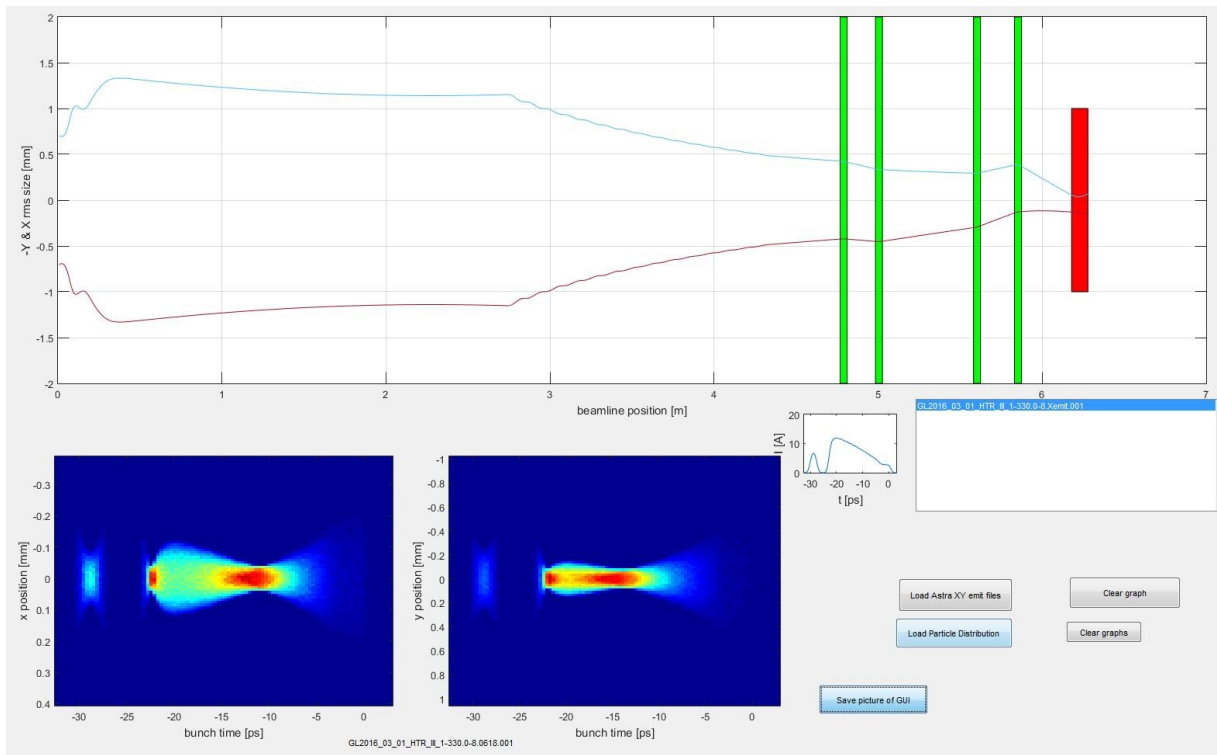 2
1.5
1
0.5
0
-0.5
-1
-1.5
-2
-Y & X rms size [mm]
0 1 2 3 4 5 6 7
beamline position [m]
20
10
0
I [A]
-30 -20 -10 0
t [ps]
GL2016_03_01_HTR_III_1-330.0-8.Xemit.001
-0.3
-0.2
-0.1
0
0.1
0.2
0.3
0.4
x position [mm]
-30 -25 -20 -15 -10 -5 0
bunch time [ps]
-1
-0.8
-0.6
-0.4
-0.2
0
0.2
0.4
0.6
0.8
1
y position [mm]
-30 -25 -20 -15 -10 -5 0
bunch time [ps]
Load Astra XY emit files
Clear graph
Load Particle Distribution
Clear graphs
Save picture of GUI
GL2016_03_01_HTR_III_1-330.0-8.0618.001